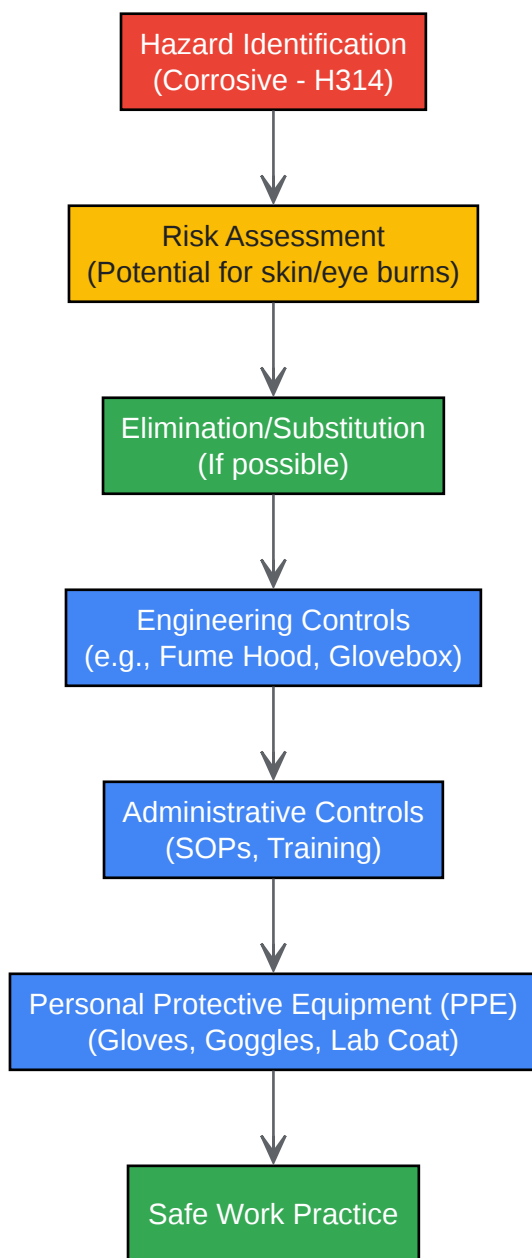 Hazard Identification
(Corrosive - H314)
Risk Assessment
(Potential for skin/eye burns)
Elimination/Substitution
(If possible)
Engineering Controls
(e.g., Fume Hood, Glovebox)
Administrative Controls
(SOPs, Training)
Personal Protective Equipment (PPE)
(Gloves, Goggles, Lab Coat)
Safe Work Practice